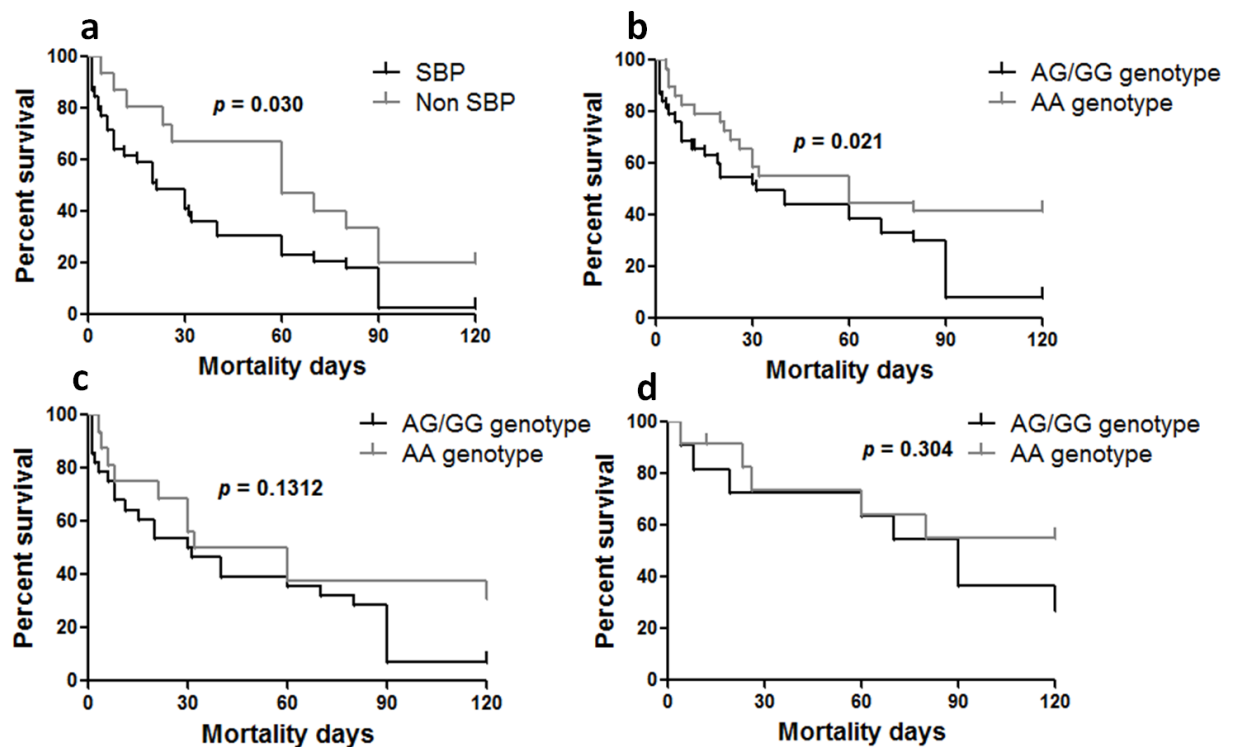 a
100
80
60
40
20
0
Percent survival
SBP
Non SBP
p = 0.030
0 30 60 90 120
Mortality days
b
100
80
60
40
20
0
Percent survival
AG/GG genotype
AA genotype
p = 0.021
0 30 60 90 120
Mortality days
c
100
80
60
40
20
0
Percent survival
AG/GG genotype
AA genotype
p = 0.1312
0 30 60 90 120
Mortality days
d
100
80
60
40
20
0
Percent survival
AG/GG genotype
AA genotype
p = 0.304
0 30 60 90 120
Mortality days